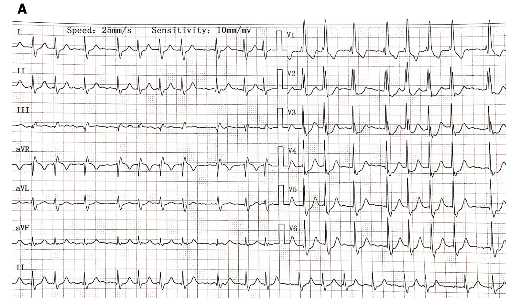 A
I
Speed: 25mm/s Sensitivity: 10mm/mv
II
III
aVR
aVL
aVF
II
V1
V2
V3
V4
V5
V6